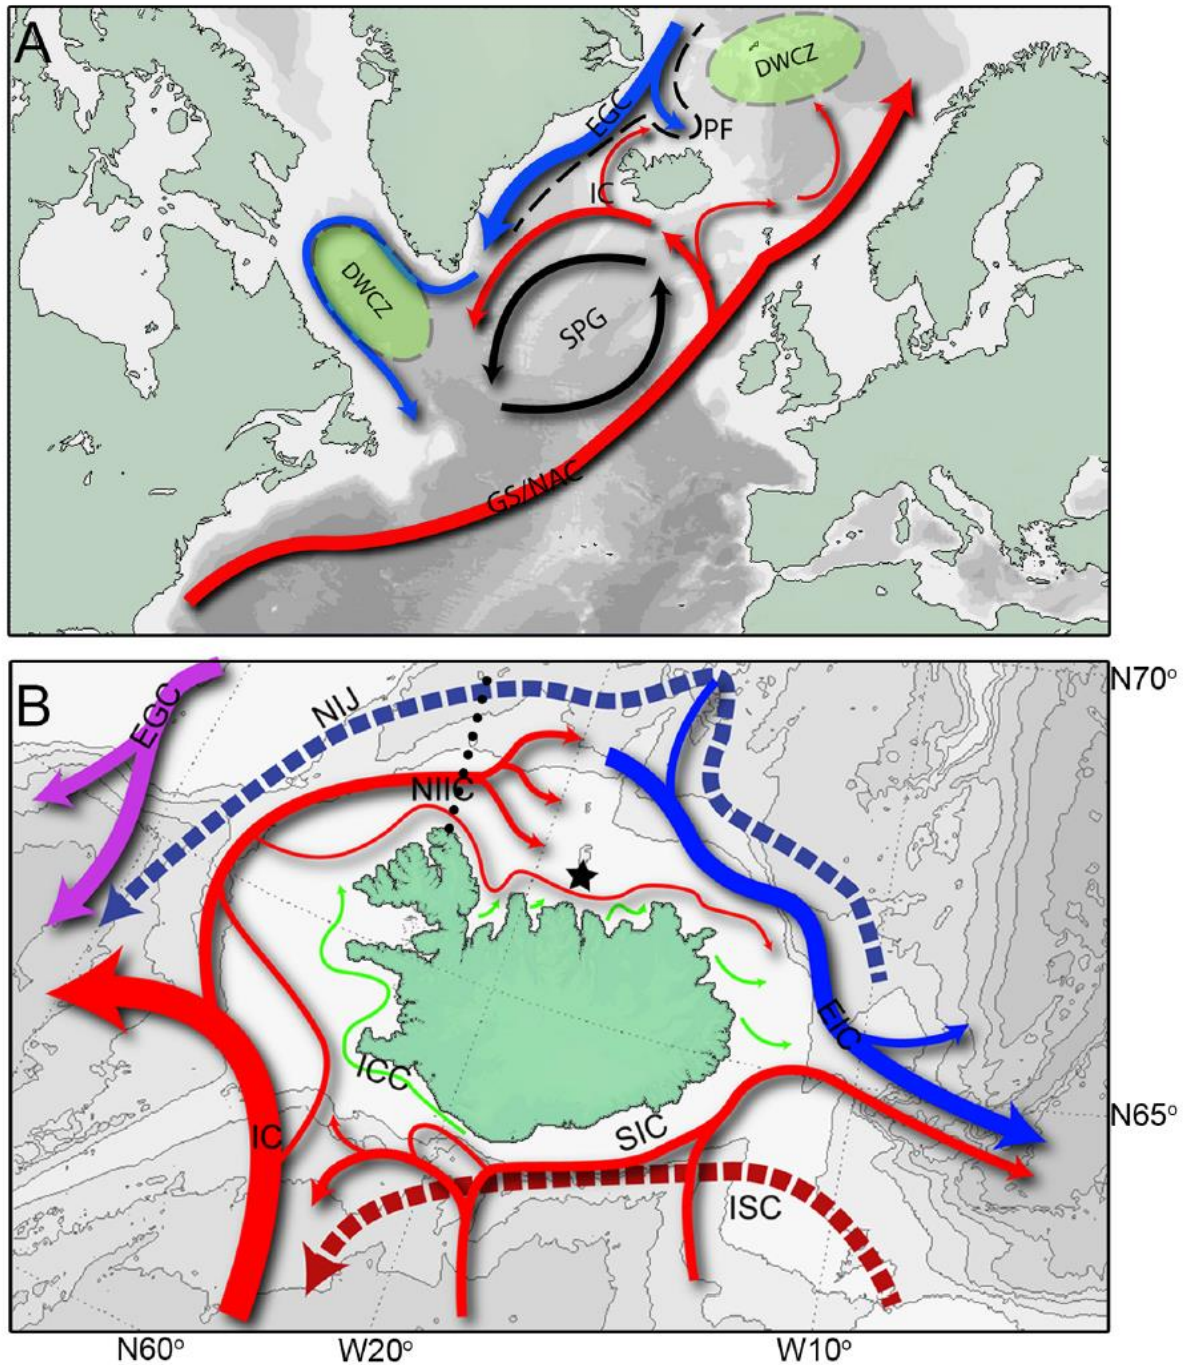 A
DWCZ
EGC
PF
IC
DWCZ
SPG
GS/NAC
B
N70°
EGC
NIJ
NIIC
EIC
ICC
N65°
SIC
IC
ISC
N60°
W20°
W10°